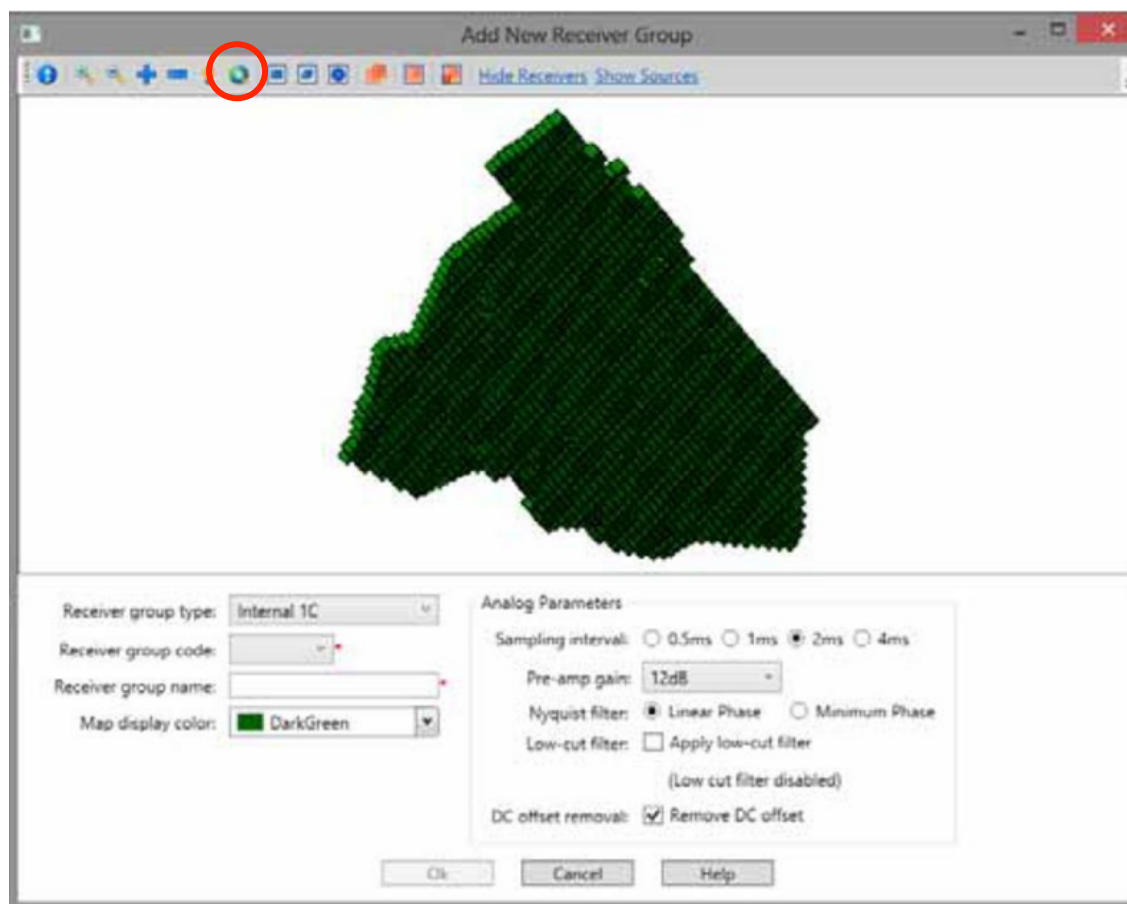 Add New Receiver Group
Hide Receivers Show Sources
Receiver group type: Internal 1C
Receiver group code: *
Receiver group name: *
Map display color: DarkGreen
Analog Parameters
Sampling interval: 0.5ms 1ms 2ms 4ms
Pre-amp gain: 12dB
Nyquist filter: Linear Phase Minimum Phase
Low-cut filter: Apply low-cut filter
(Low cut filter disabled)
DC offset removal: Remove DC offset
Ok Cancel Help